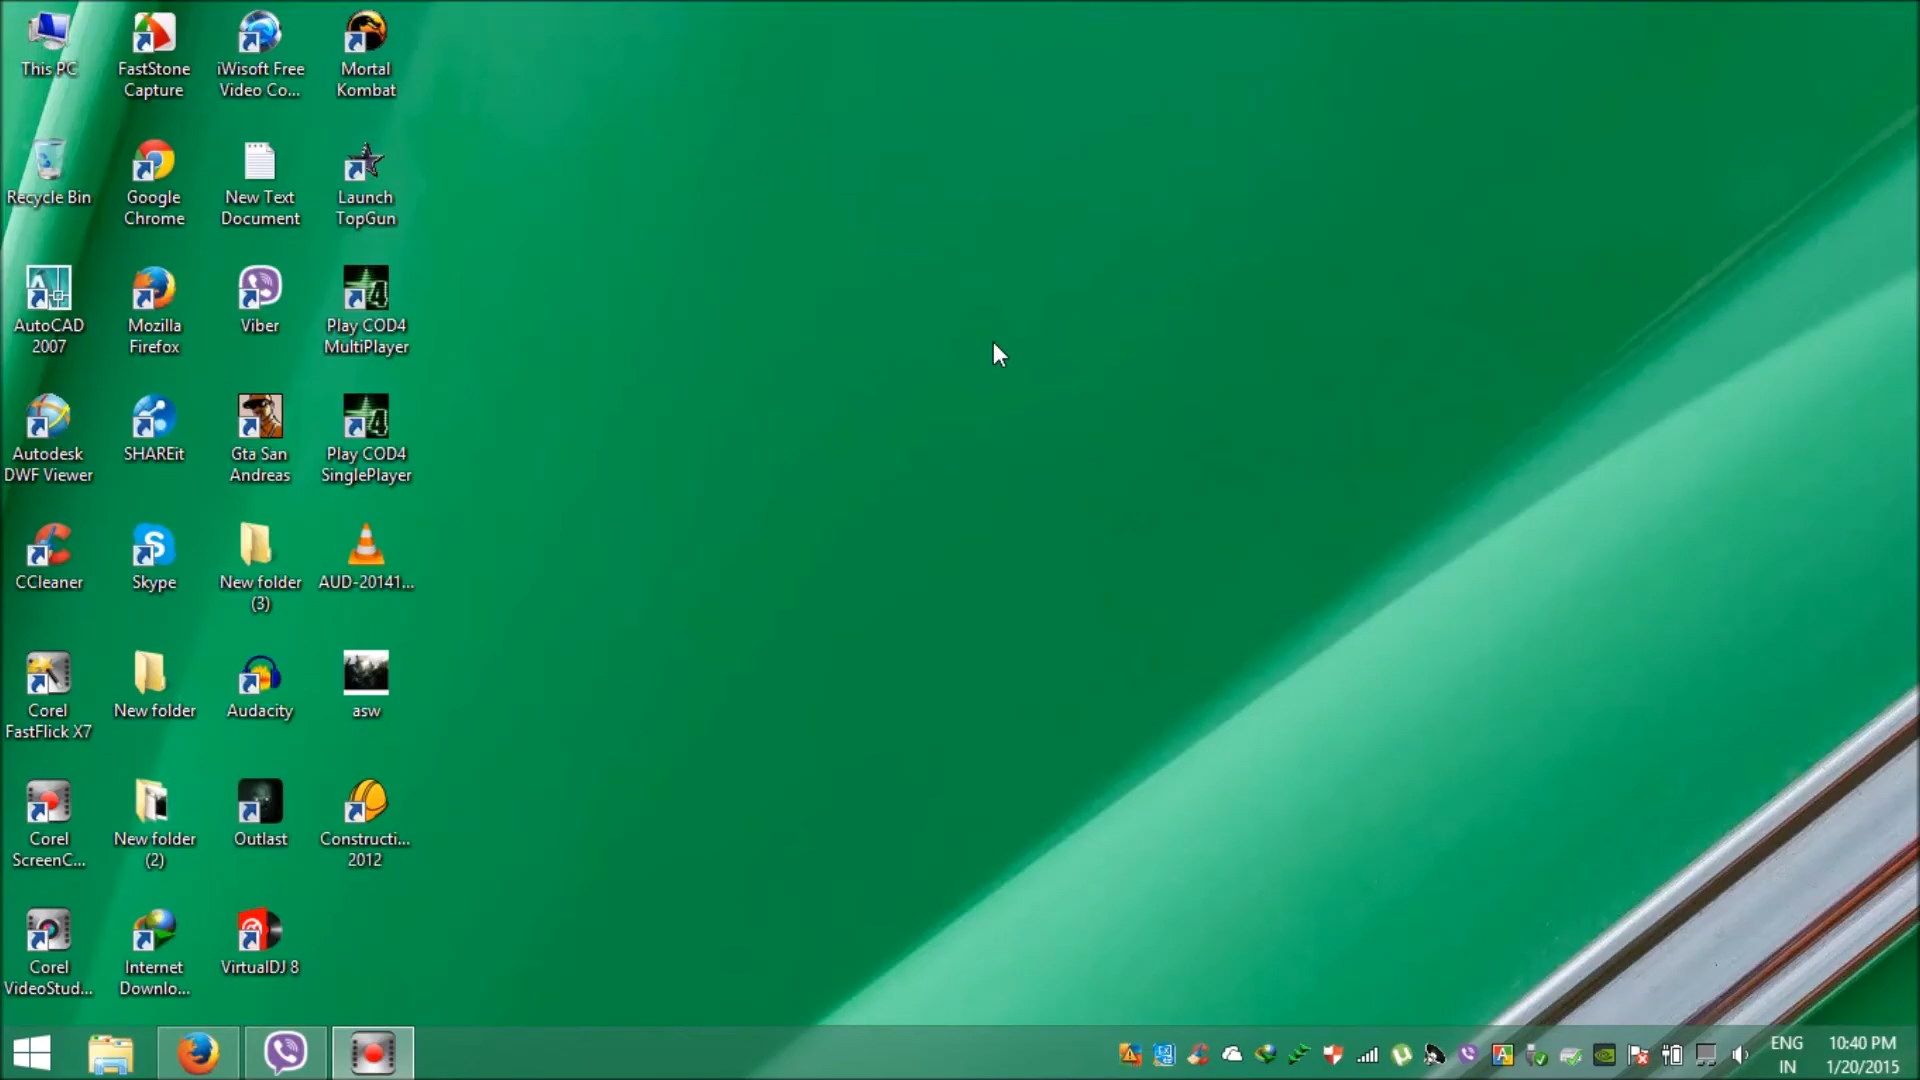 This PC
FastStone
Capture
iWisoft Free
Video Co...
Mortal
Kombat
Recycle Bin
Google
Chrome
New Text
Document
Launch
TopGun
AutoCAD
2007
Mozilla
Firefox
Viber
Play COD4
MultiPlayer
Autodesk
DWF Viewer
SHAREit
Gta San
Andreas
Play COD4
SinglePlayer
CCleaner
Skype
New folder
(3)
AUD-20141...
Corel
FastFlick X7
New folder
Audacity
asw
Corel
ScreenC...
New folder
(2)
Outlast
Constructi...
2012
Corel
VideoStud...
Internet
Downlo...
VirtualDJ 8
ENG
IN
10:40 PM
1/20/2015